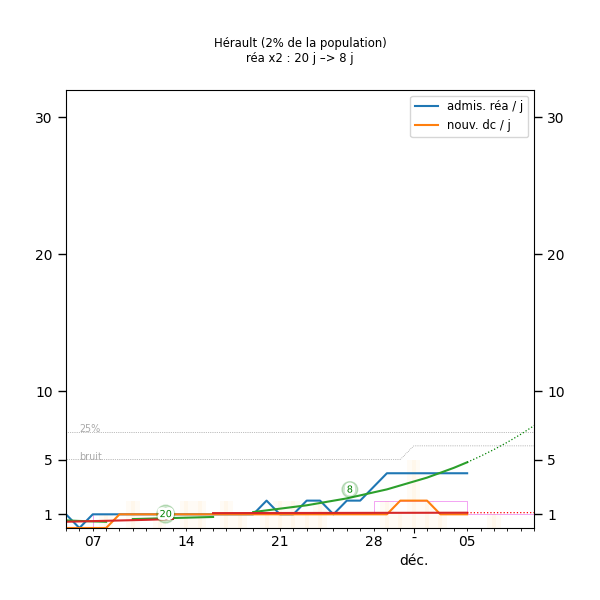 Hérault (2% de la population)
réa x2 : 20 j –> 8 j
admis. réa / j
nouv. dc / j
30 30
20 20
10 10
25%
bruit
5 5
8
20
1 1
07 14 21 28 - 05
déc.